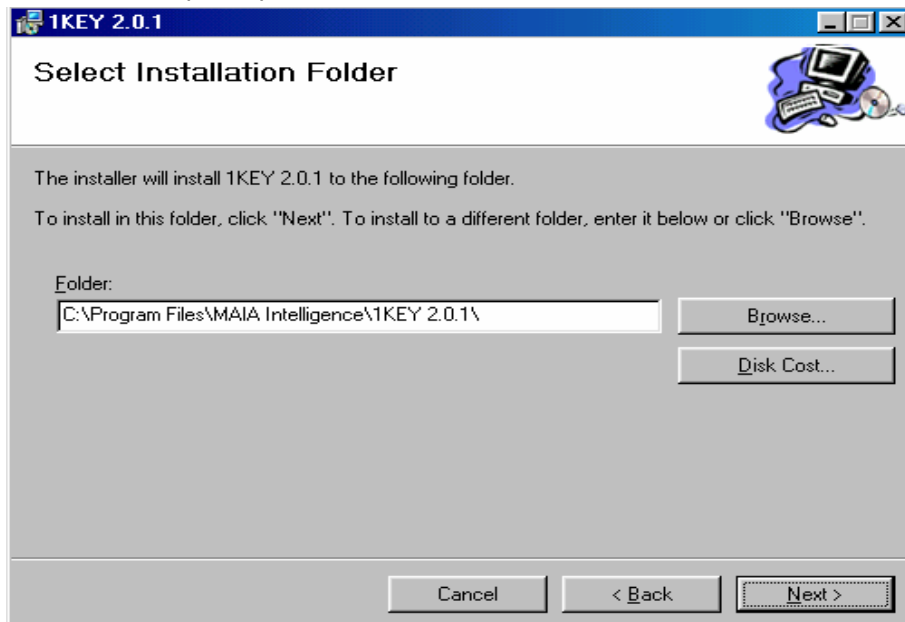 1KEY 2.0.1
Select Installation Folder
The installer will install 1KEY 2.0.1 to the following folder.
To install in this folder, click "Next". To install to a different folder, enter it below or click "Browse".
Folder:
C:\Program Files\MAIA Intelligence\1KEY 2.0.1\
Browse...
Disk Cost...
Cancel
< Back
Next >